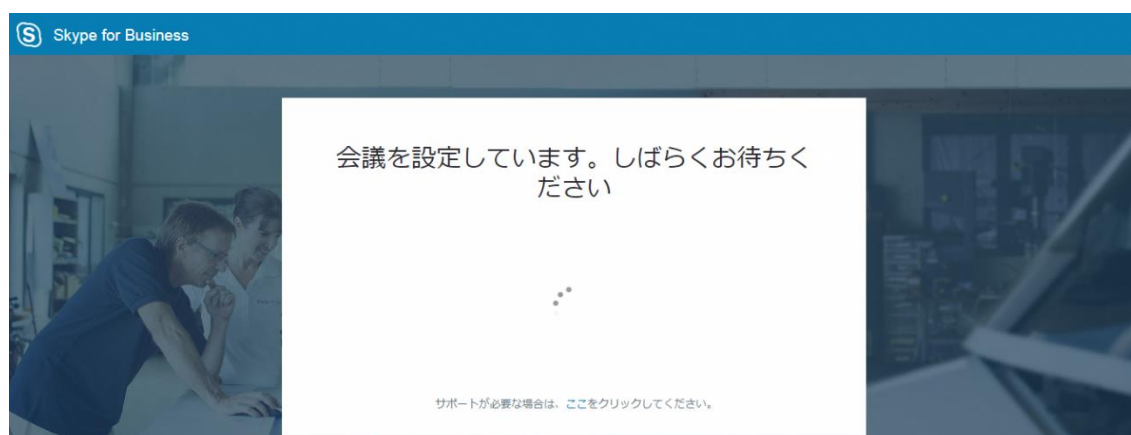 Skype for Business
会議を設定しています。しばらくお待ちく
ださい
サポートが必要な場合は、ここをクリックしてください。